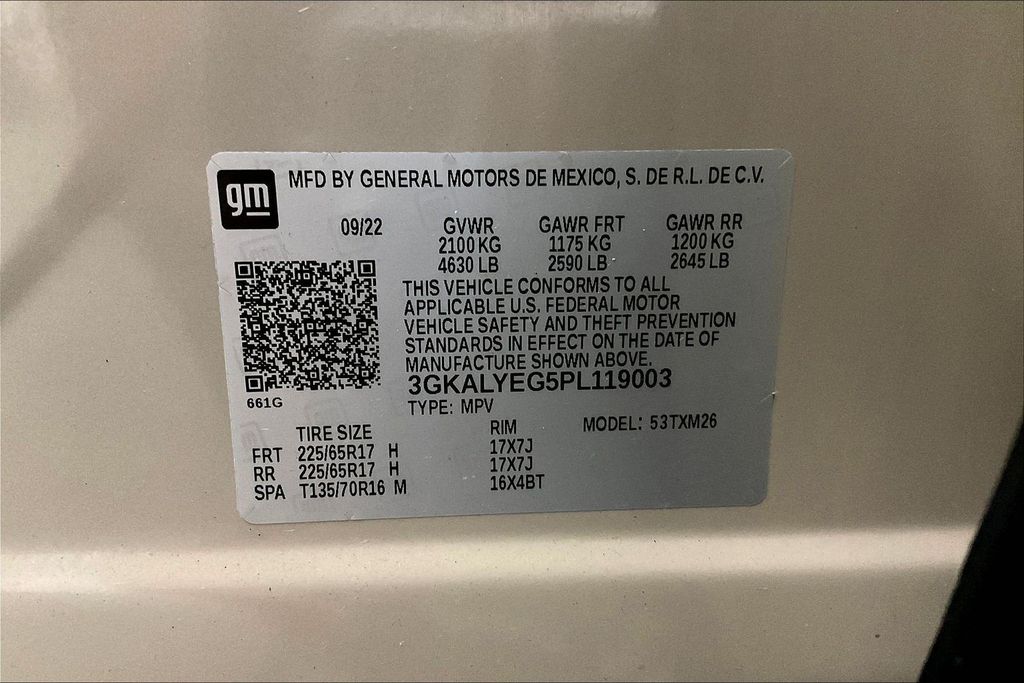 gm MFD BY GENERAL MOTORS DE MEXICO, S. DE R.L. DE C.V.
09/22 GVWR GAWR FRT GAWR RR
2100 KG 1175 KG 1200 KG
4630 LB 2590 LB 2645 LB
THIS VEHICLE CONFORMS TO ALL
APPLICABLE U.S. FEDERAL MOTOR
VEHICLE SAFETY AND THEFT PREVENTION
STANDARDS IN EFFECT ON THE DATE OF
MANUFACTURE SHOWN ABOVE.
3GKALYEG5PL119003
661G TYPE: MPV
TIRE SIZE RIM MODEL: 53TXM26
FRT 225/65R17 H 17X7J
RR 225/65R17 H 17X7J
SPA T135/70R16 M 16X4BT